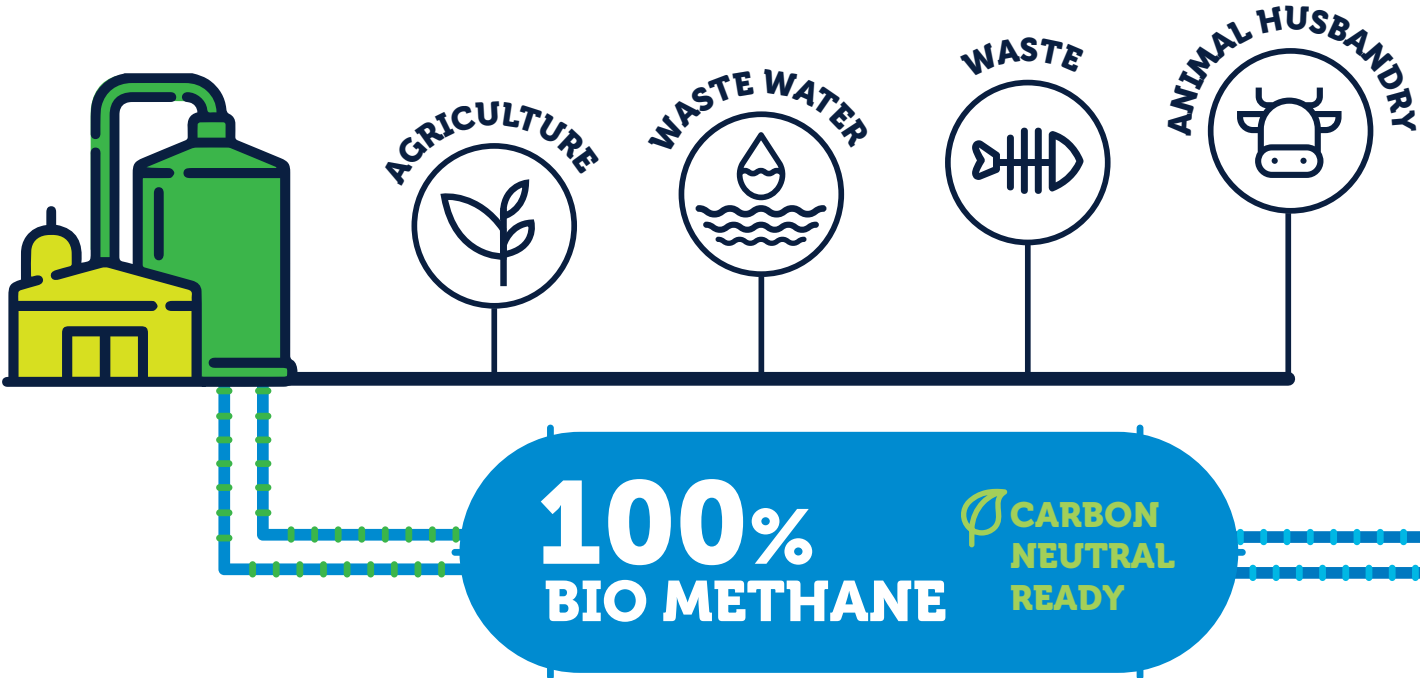 AGRICULTURE
WASTE WATER
WASTE
ANIMAL HUSBANDRY
100%
BIO METHANE
CARBON
NEUTRAL
READY